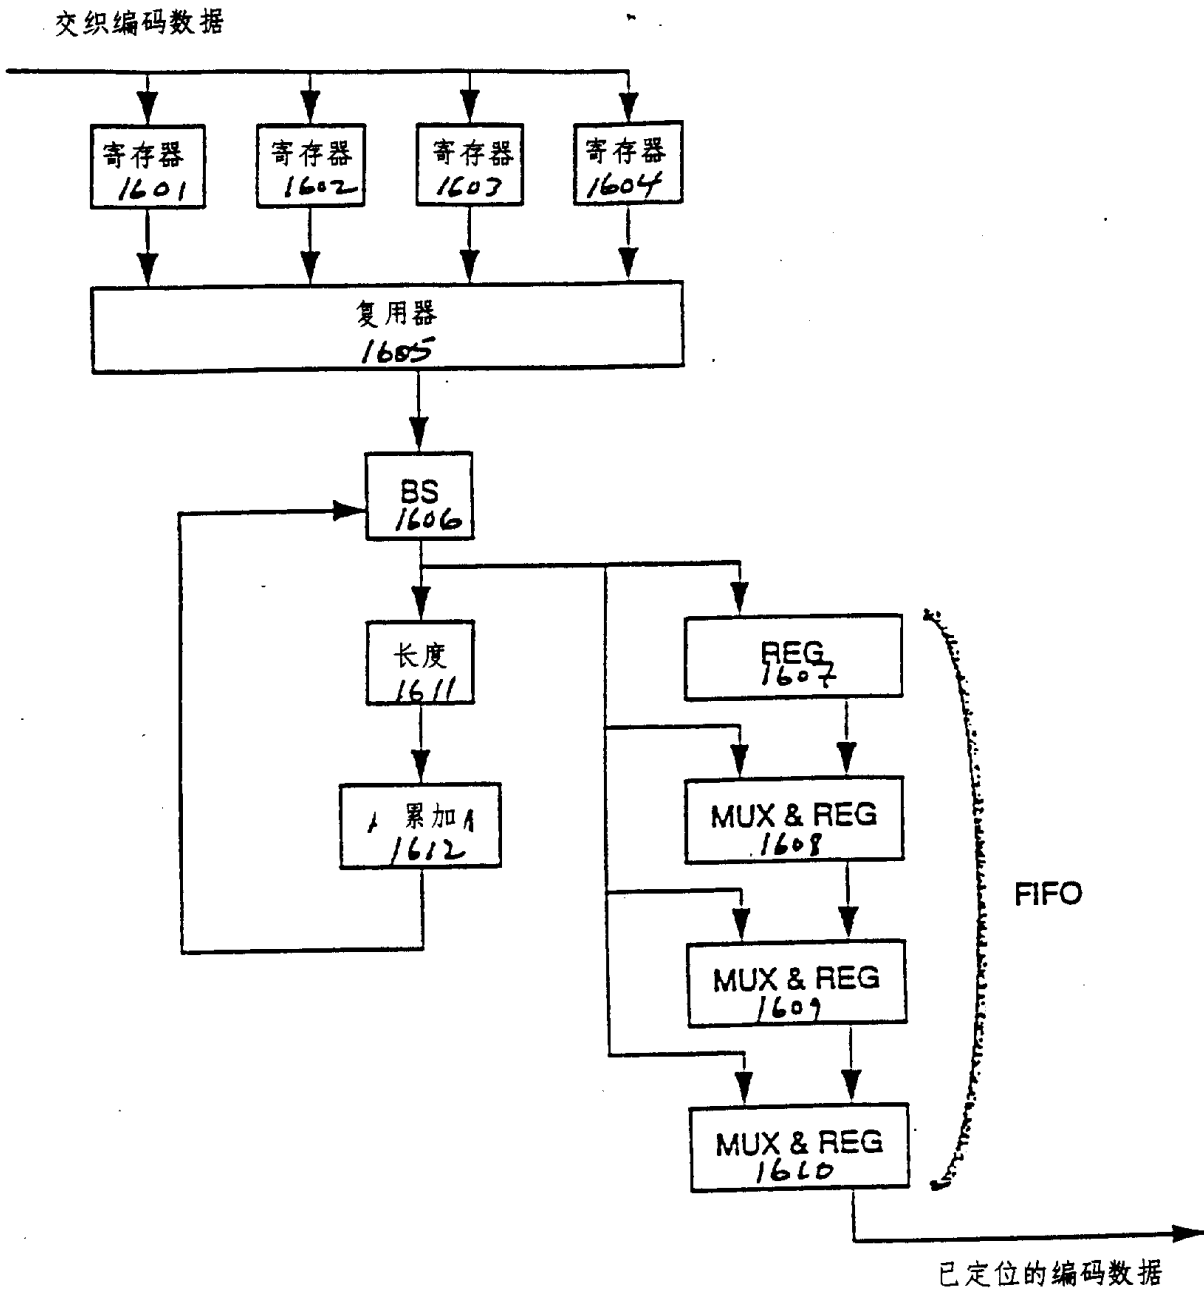 交织编码数据
寄存器
1601
寄存器
1602
寄存器
1603
寄存器
1604
复用器
1605
BS
1606
长度
1611
累加
1612
REG
1607
MUX & REG
1608
MUX & REG
1609
MUX & REG
1610
FIFO
已定位的编码数据